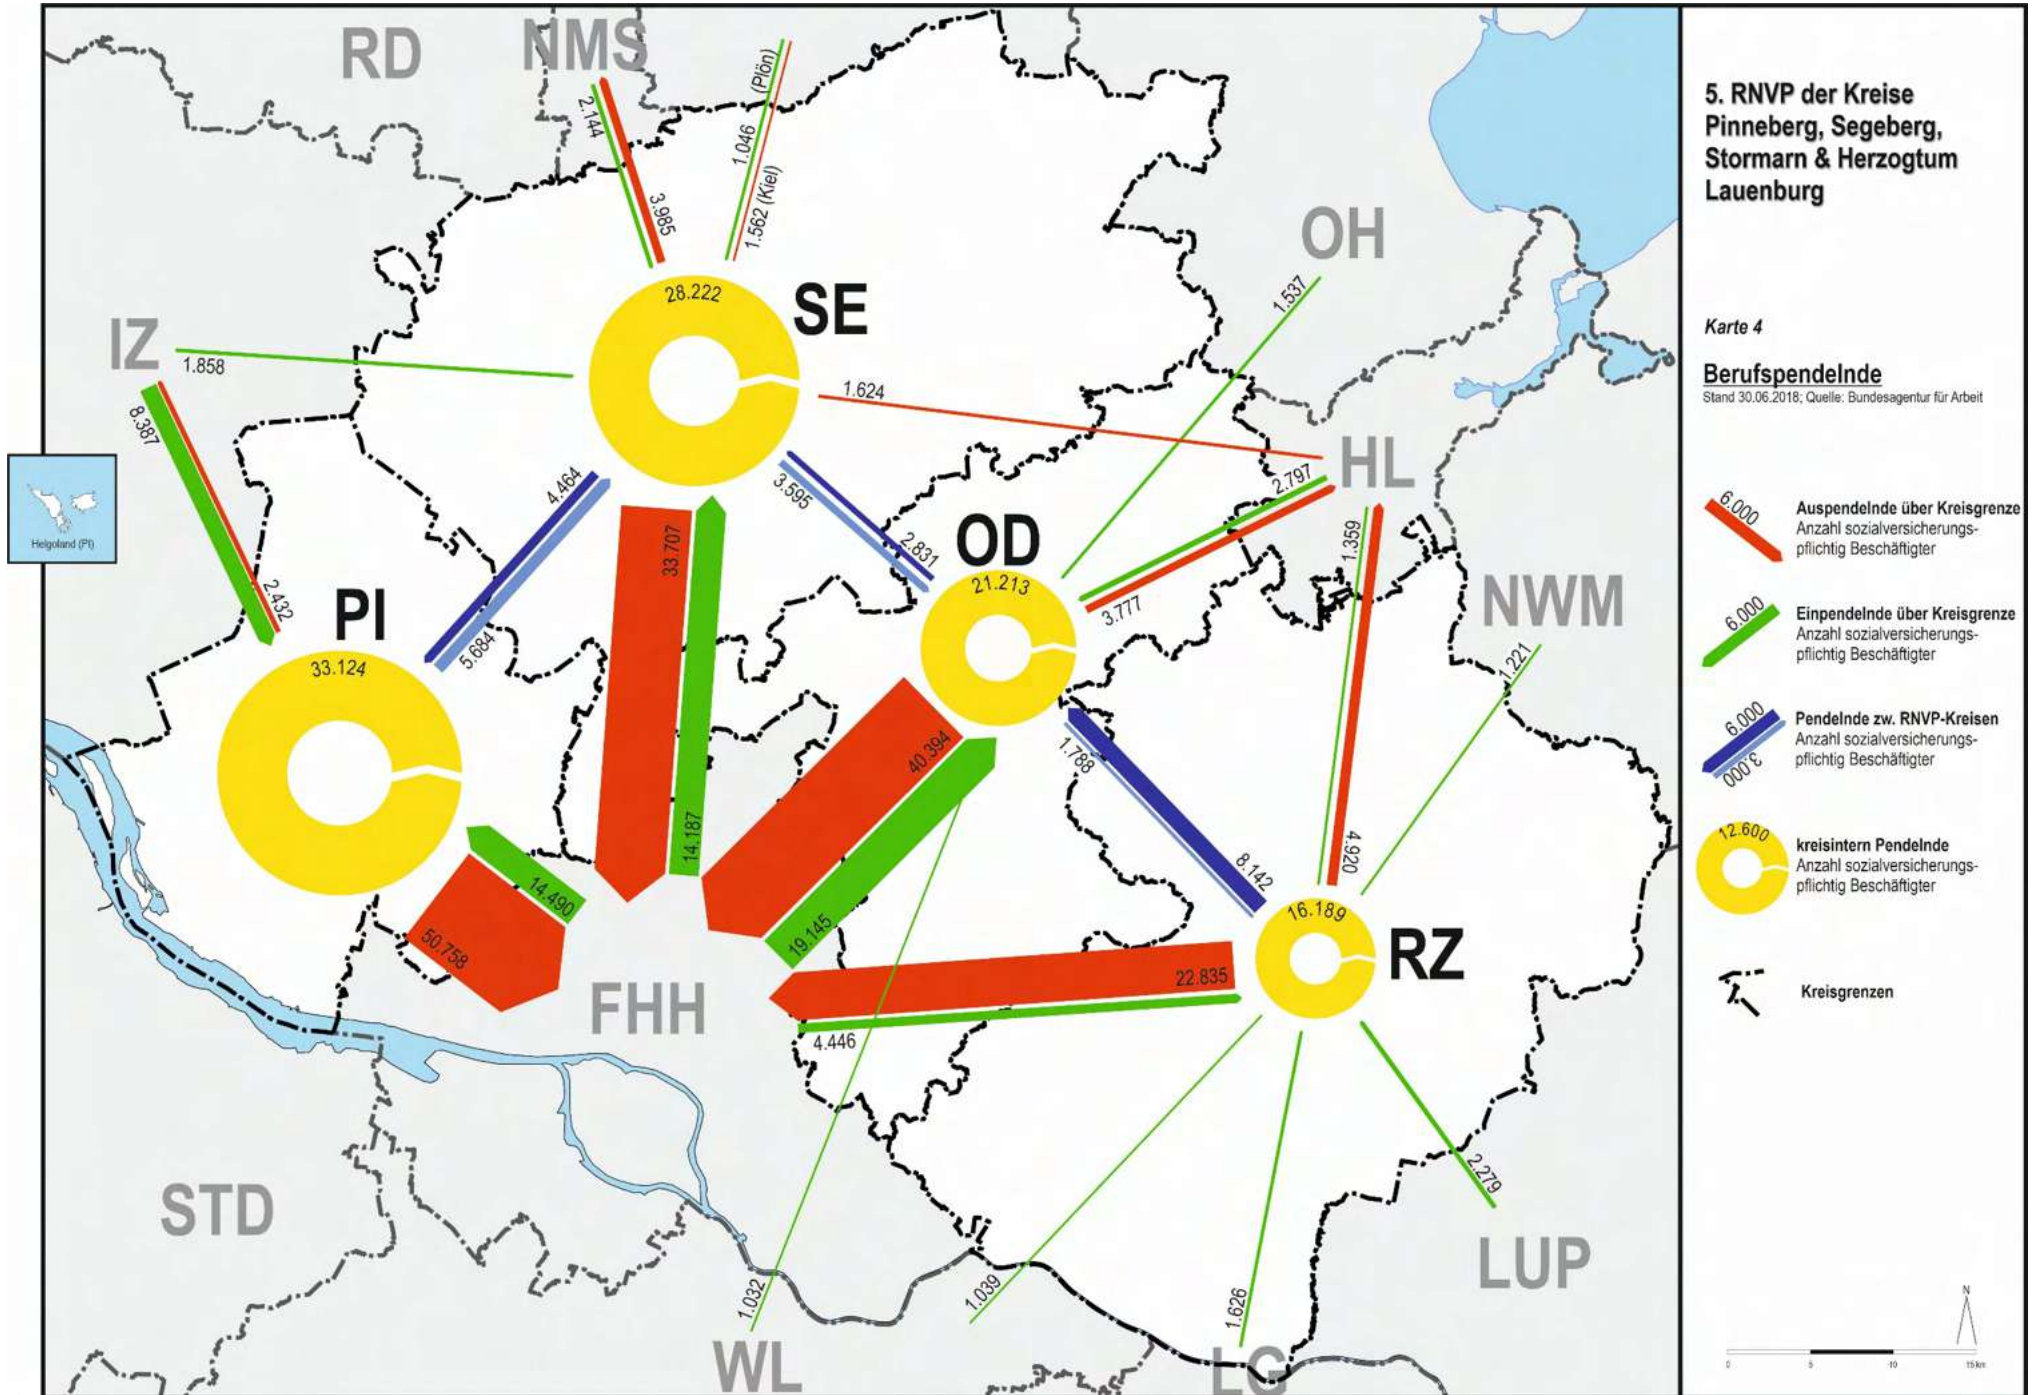 RD
NMS
2.144
3.985
1.046 (Plön)
1.562 (Kiel)
OH
1.537
IZ
1.858
8.387
2.432
28.222
SE
1.624
HL
2.797
3.777
4.464
5.684
3.595
2.831
33.707
14.187
OD
21.213
1.359
4.920
NWM
1.221
PI
33.124
Helgoland (PI)
40.394
19.145
1.788
8.142
14.490
50.758
FHH
16.189
RZ
22.835
4.446
STD
1.032
WL
1.039
1.626
LG
2.279
LUP
5. RNVP der Kreise
Pinneberg, Segeberg,
Stormarn & Herzogtum
Lauenburg
Karte 4
Berufspendelnde
Stand 30.06.2018; Quelle: Bundesagentur für Arbeit
6.000
Auspendelnde über Kreisgrenze
Anzahl sozialversicherungs-
pflichtig Beschäftigter
6.000
Einpendelnde über Kreisgrenze
Anzahl sozialversicherungs-
pflichtig Beschäftigter
6.000
3.000
Pendelnde zw. RNVP-Kreisen
Anzahl sozialversicherungs-
pflichtig Beschäftigter
12.600
kreisintern Pendelnde
Anzahl sozialversicherungs-
pflichtig Beschäftigter
Kreisgrenzen
N
0 5 10 15 km